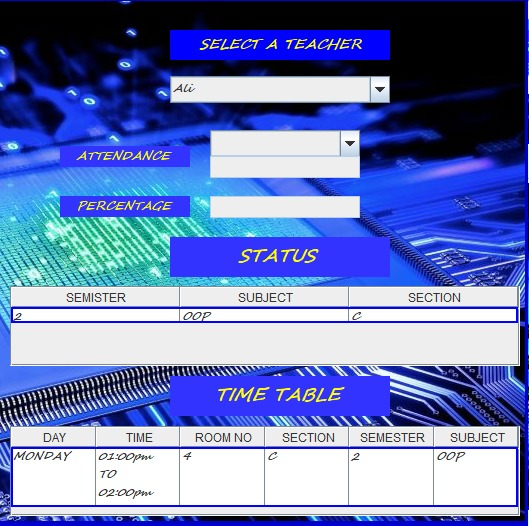 SELECT A TEACHER
Ali
ATTENDANCE
PERCENTAGE
STATUS
SEMISTER SUBJECT SECTION
2 OOP C
TIME TABLE
DAY TIME ROOM NO SECTION SEMESTER SUBJECT
MONDAY 01:00pm 4 C 2 OOP
TO
02:00pm